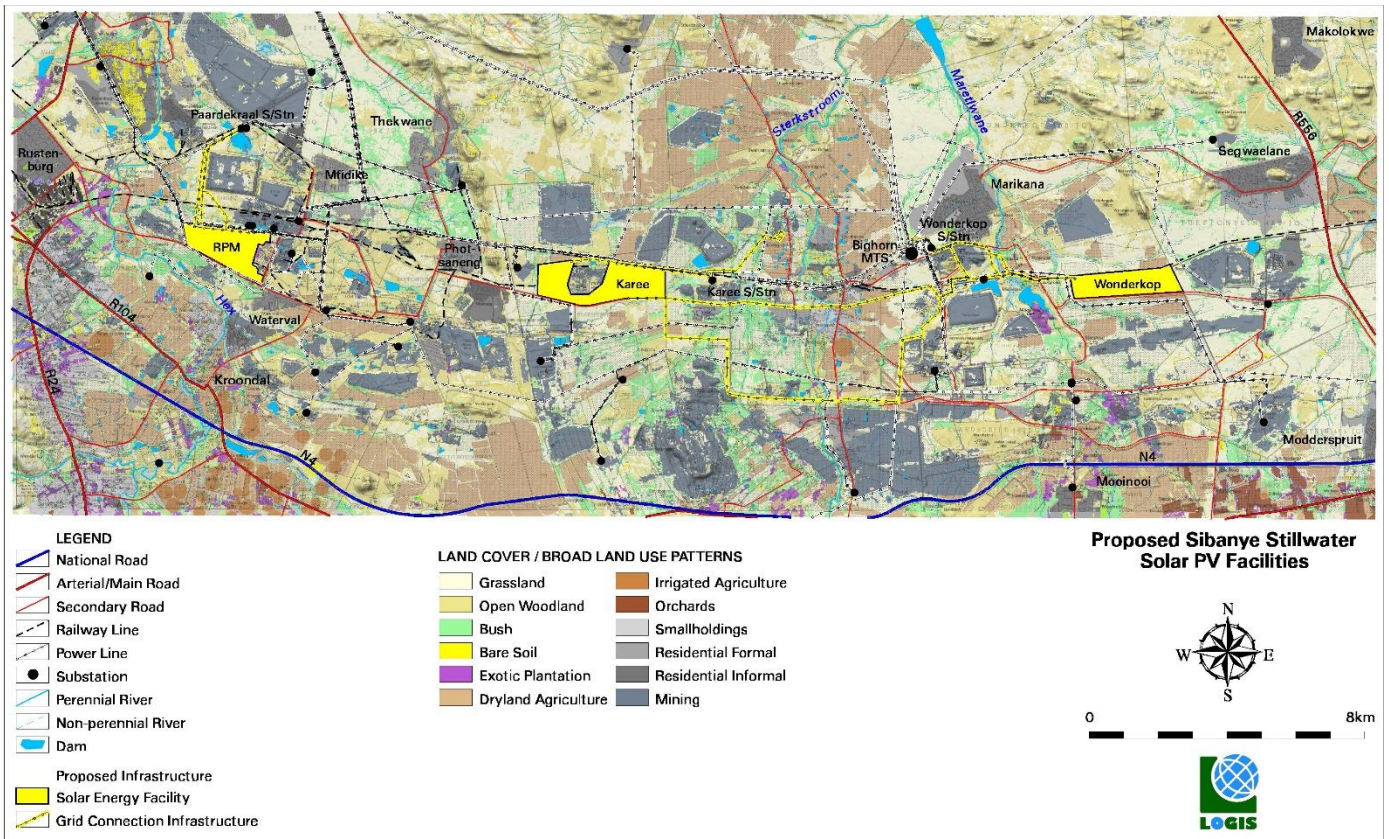 Makolokwe
R556
Maretlwane
Sterkstroom
Thekwane
Paardekraal S/Stn
Rusten-
burg
Mfidike
Segwaelane
Marikana
Wonderkop
S/Stn
Bighorn
MTS
RPM
Phot-
saneng
Karee
Karee S/Stn
Wonderkop
Hex
Waterval
R104
R24
Kroondal
N4
Modderspruit
N4
Mooinooi
LEGEND
National Road
Arterial/Main Road
Secondary Road
Railway Line
Power Line
Substation
Perennial River
Non-perennial River
Dam
Proposed Infrastructure
Solar Energy Facility
Grid Connection Infrastructure
LAND COVER / BROAD LAND USE PATTERNS
Grassland
Open Woodland
Bush
Bare Soil
Exotic Plantation
Dryland Agriculture
Irrigated Agriculture
Orchards
Smallholdings
Residential Formal
Residential Informal
Mining
Proposed Sibanye Stillwater
Solar PV Facilities
N
W E
S
0 8km
LOGIS